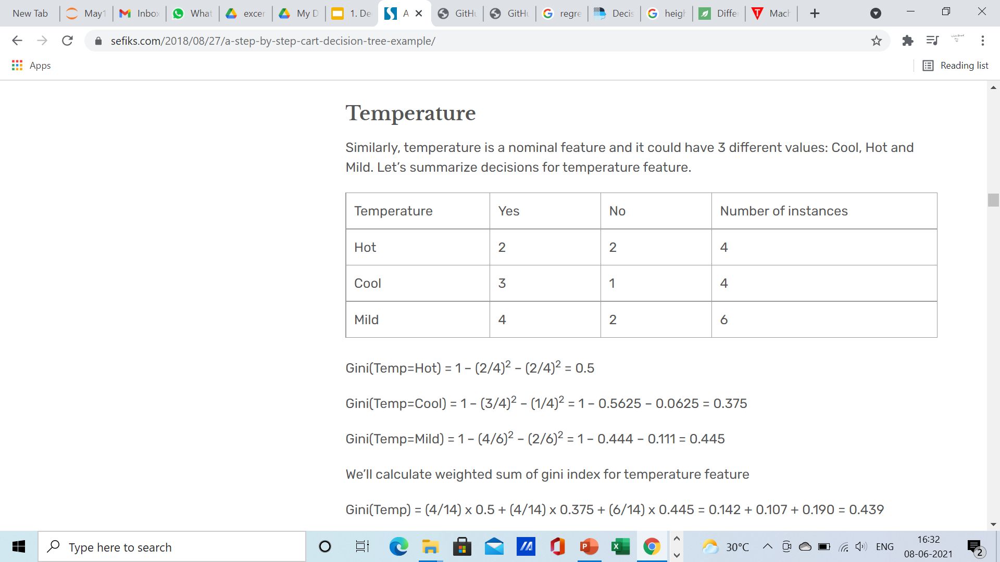 New Tab
May1
Inbox
What
excer
My D
1. De
A
GitHu
GitHu
regre
Decis
heigh
Differ
Mach
sefiks.com/2018/08/27/a-step-by-step-cart-decision-tree-example/
Apps
Reading list
Temperature
Similarly, temperature is a nominal feature and it could have 3 different values: Cool, Hot and
Mild. Let’s summarize decisions for temperature feature.
Temperature Yes No Number of instances
Hot 2 2 4
Cool 3 1 4
Mild 4 2 6
Gini(Temp=Hot) = 1 – (2/4)² – (2/4)² = 0.5
Gini(Temp=Cool) = 1 – (3/4)² – (1/4)² = 1 – 0.5625 – 0.0625 = 0.375
Gini(Temp=Mild) = 1 – (4/6)² – (2/6)² = 1 – 0.444 – 0.111 = 0.445
We’ll calculate weighted sum of gini index for temperature feature
Gini(Temp) = (4/14) x 0.5 + (4/14) x 0.375 + (6/14) x 0.445 = 0.142 + 0.107 + 0.190 = 0.439
Type here to search
30°C
ENG
16:32
08-06-2021
2